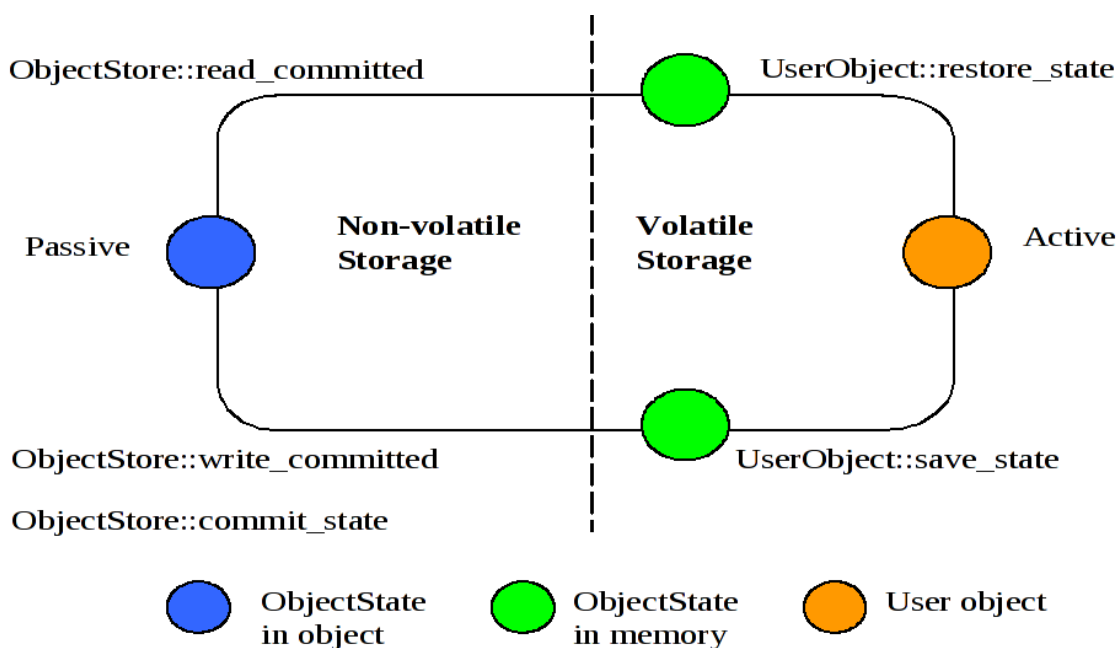 ObjectStore::read_committed
UserObject::restore_state
Passive
Non-volatile
Storage
Volatile
Storage
Active
ObjectStore::write_committed
UserObject::save_state
ObjectStore::commit_state
ObjectState
in object
ObjectState
in memory
User object